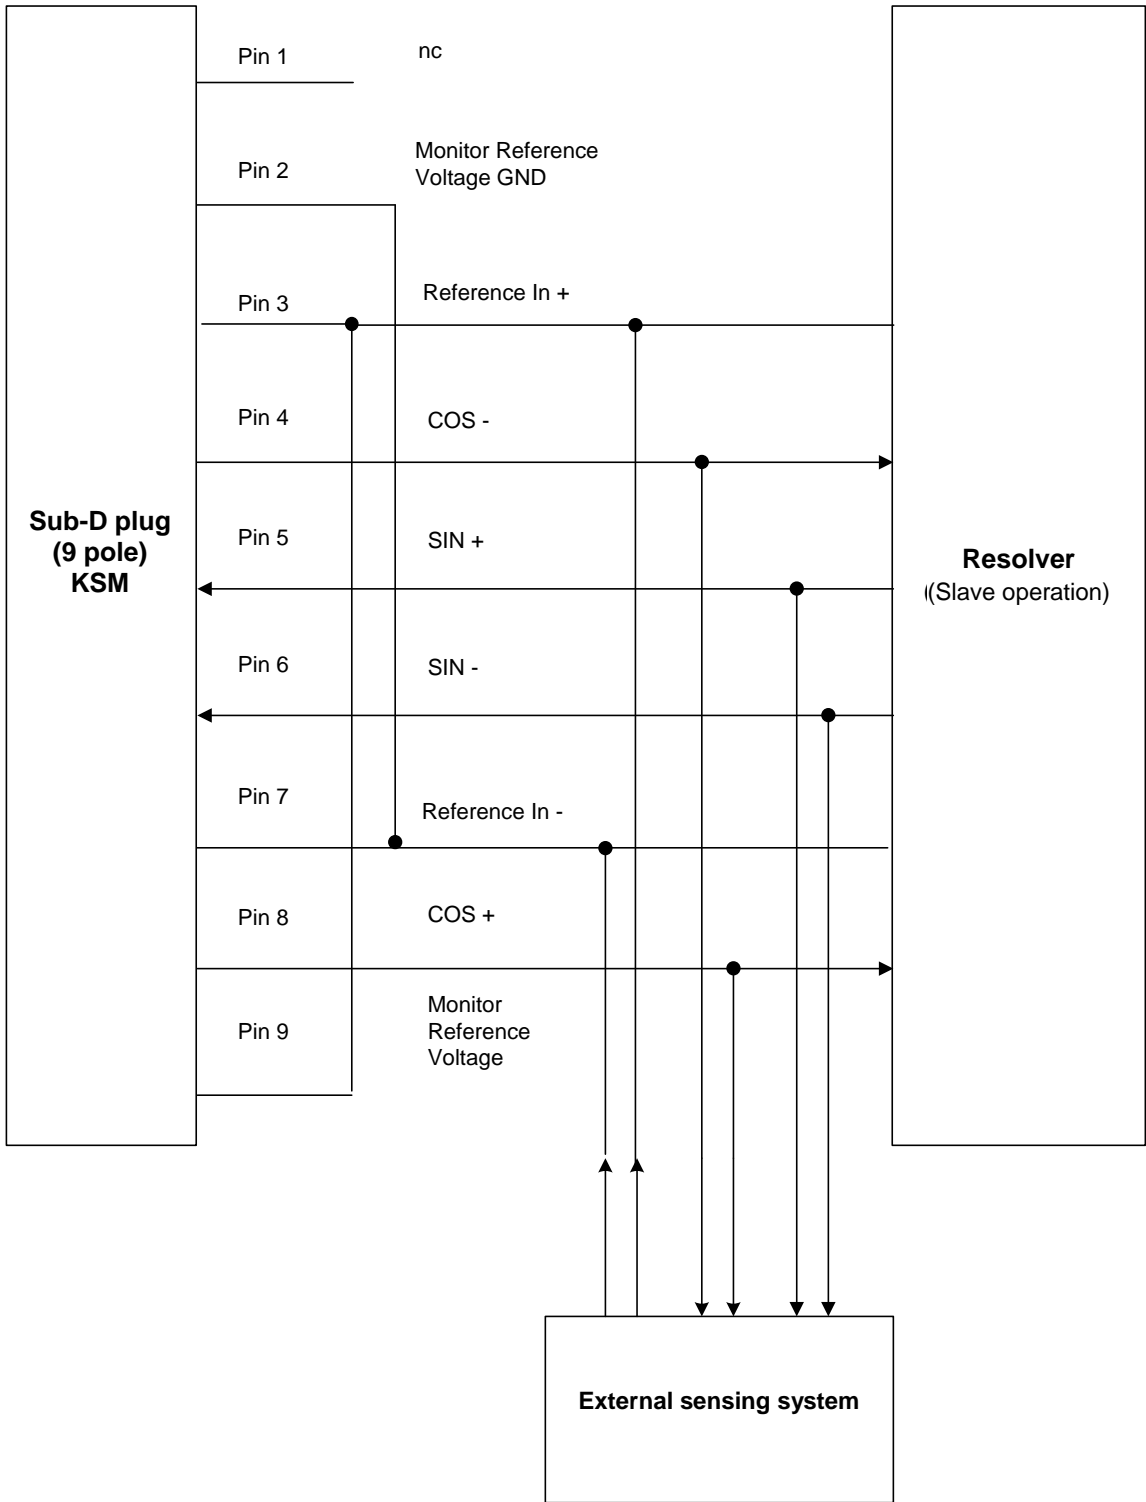 Pin 1
nc
Pin 2
Monitor Reference
Voltage GND
Pin 3
Reference In +
Pin 4
COS -
Sub-D plug
(9 pole)
KSM
Pin 5
SIN +
Resolver
((Slave operation)
Pin 6
SIN -
Pin 7
Reference In -
Pin 8
COS +
Pin 9
Monitor
Reference
Voltage
External sensing system